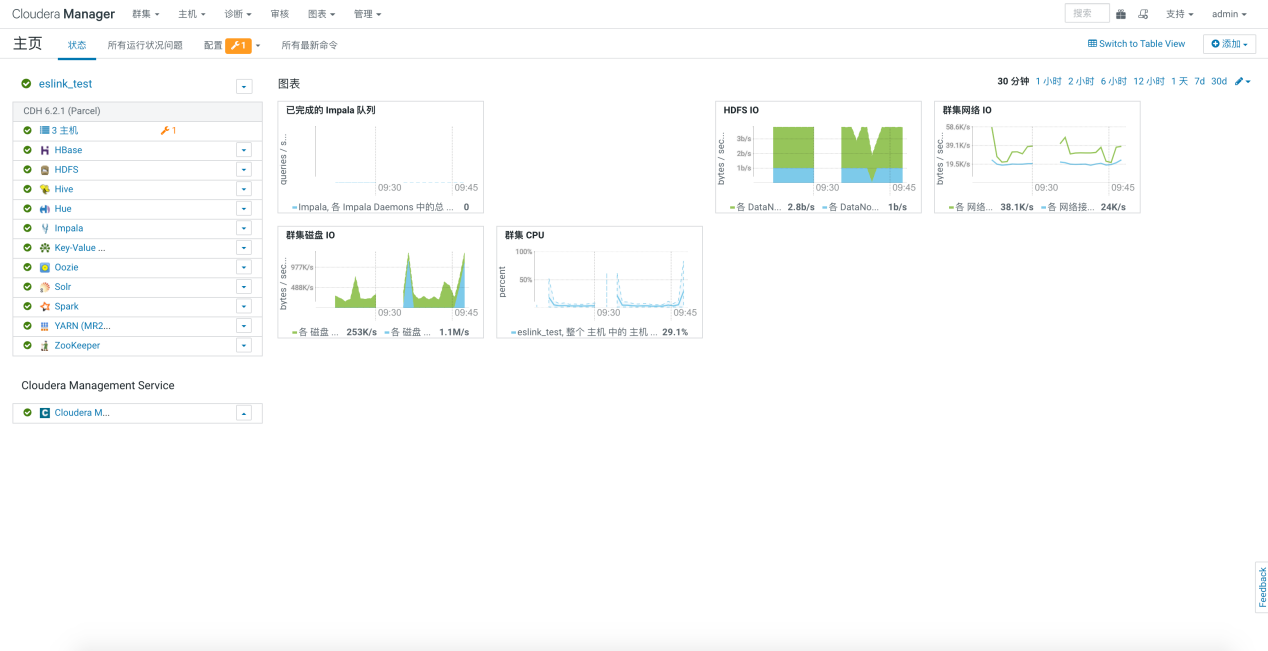 Cloudera Manager 群集 主机 诊断 审核 图表 管理 搜索 支持 admin
主页 状态 所有运行状况问题 配置 1 所有最新命令 Switch to Table View 添加
eslink_test
CDH 6.2.1 (Parcel)
3 主机 1
HBase
HDFS
Hive
Hue
Impala
Key-Value ...
Oozie
Solr
Spark
YARN (MR2...
ZooKeeper
Cloudera Management Service
C Cloudera M...
图表
30 分钟 1 小时 2 小时 6 小时 12 小时 1 天 7d 30d
已完成的 Impala 队列
queries / s...
09:30 09:45
Impala, 各 Impala Daemons 中的总 ... 0
HDFS IO
bytes / sec...
3b/s
2b/s
1b/s
09:30 09:45
各 DataN... 2.8b/s 各 DataNo... 1b/s
群集网络 IO
bytes / sec...
58.6K/s
39.1K/s
19.5K/s
09:30 09:45
各 网络... 38.1K/s 各 网络接... 24K/s
群集磁盘 IO
bytes / sec...
977K/s
488K/s
09:30 09:45
各 磁盘 ... 253K/s 各 磁盘 ... 1.1M/s
群集 CPU
percent
100%
50%
09:30 09:45
eslink_test, 整个 主机 中的 主机 ... 29.1%
Feedback